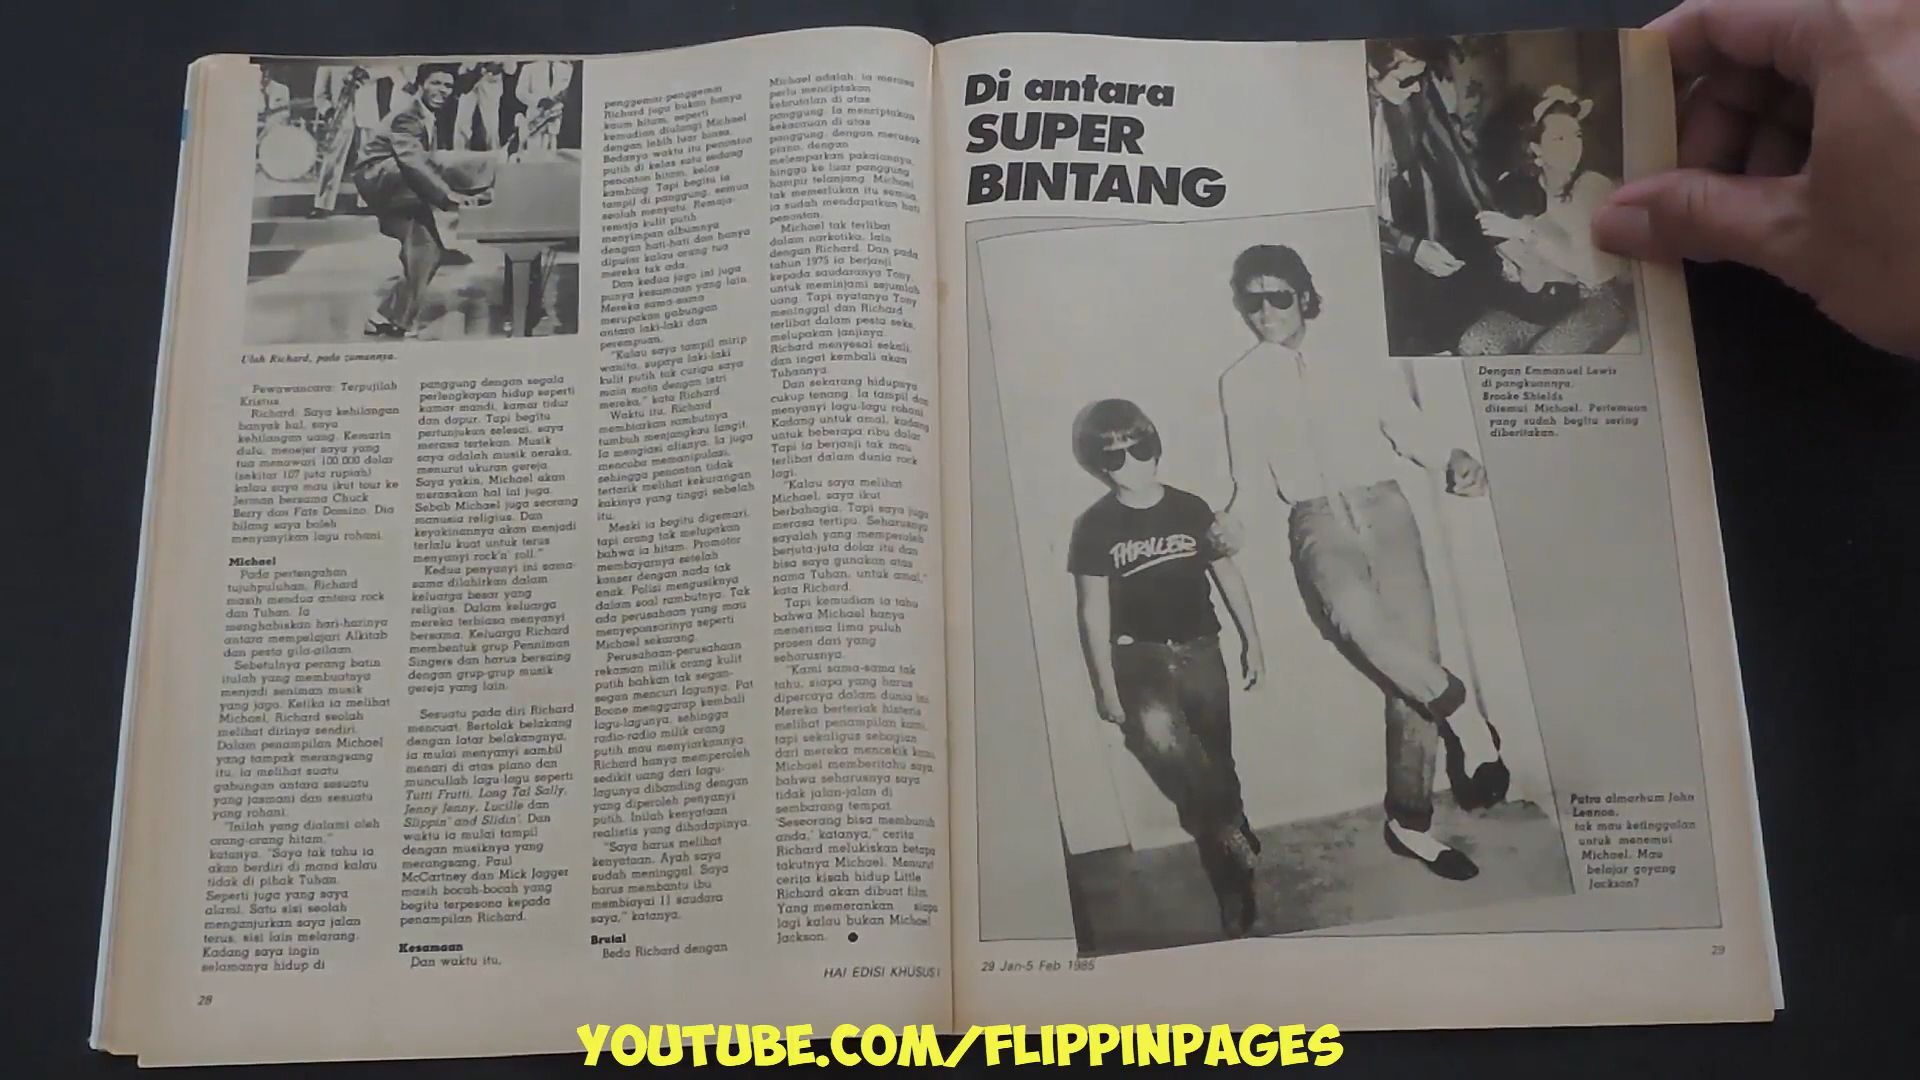 Ulah Richard, pada zamannya.
Pewawancara: Terpujilah
Kristus.
Richard: Saya kehilangan
banyak hal, saya
kehilangan uang. Kemarin
dulu, menejer saya yang
tua menawari 100.000 dolar
(sekitar 107 juta rupiah)
kalau saya mau ikut tour ke
Jerman bersama Chuck
Berry dan Fats Domino. Dia
bilang saya boleh
menyanyikan lagu rohani.
Michael
Pada pertengahan
tujuhpuluhan, Richard
masih mendua antara rock
dan Tuhan. Ia
menghabiskan hari-harinya
antara mempelajari Alkitab
dan pesta gila-gilaan.
Sebetulnya perang batin
itulah yang membuatnya
menjadi seniman musik
yang jago. Ketika ia melihat
Michael, Richard seolah
melihat dirinya sendiri.
Dalam penampilan Michael
yang tampak merangsang
itu, ia melihat suatu
gabungan antara sesuatu
yang jasmani dan sesuatu
yang rohani.
"Inilah yang dialami oleh
orang-orang hitam,"
katanya. "Saya tak tahu ia
akan berdiri di mana kalau
tidak di pihak Tuhan.
Seperti juga yang saya
alami. Satu sisi seolah
menganjurkan saya jalan
terus, sisi lain melarang.
Kadang saya ingin
selamanya hidup di
28
panggung dengan segala
perlengkapan hidup seperti
kamar mandi, kamar tidur
dan dapur. Tapi begitu
pertunjukan selesai, saya
merasa tertekan. Musik
saya adalah musik neraka,
menurut ukuran gereja.
Saya yakin, Michael akan
merasakan hal ini juga.
Sebab Michael juga seorang
manusia religius. Dan
keyakinannya akan menjadi
terlalu kuat untuk terus
menyanyi rock'n' roll."
Kedua penyanyi ini sama-
sama dilahirkan dalam
keluarga besar yang
religius. Dalam keluarga
mereka terbiasa menyanyi
bersama. Keluarga Richard
membentuk grup Penniman
Singers dan harus bersaing
dengan grup-grup musik
gereja yang lain.
Sesuatu pada diri Richard
mencuat. Bertolak belakang
dengan latar belakangnya,
ia mulai menyanyi sambil
menari di atas piano dan
muncullah lagu-lagu seperti
Tutti Frutti, Long Tal Sally,
Jenny Jenny, Lucille dan
Slippin' and Slidin'. Dan
waktu ia mulai tampil
dengan musiknya yang
merangsang, Paul
McCartney dan Mick Jagger
masih bocah-bocah yang
begitu terpesona kepada
penampilan Richard.
Kesamaan
Dan waktu itu,
penggemar-penggemar
Richard juga bukan hanya
kaum hitam, seperti
kemudian diulangi Michael
dengan lebih luar biasa.
Bedanya waktu itu penonton
putih di kelas satu sedang
penonton hitam, kelas
kambing. Tapi begitu ia
tampil di panggung, semua
seolah menyatu. Remaja-
remaja kulit putih
menyimpan albumnya
dengan hati-hati dan hanya
diputar kalau orang tua
mereka tak ada.
Dan kedua jago ini juga
punya kesamaan yang lain.
Mereka sama-sama
merupakan gabungan
antara laki-laki dan
perempuan.
"Kalau saya tampil mirip
wanita, supaya laki-laki
kulit putih tak curiga saya
main mata dengan istri
mereka," kata Richard.
Waktu itu, Richard
membiarkan rambutnya
tumbuh menjangkau langit.
Ia mengiasi alisnya. Ia juga
mencoba memanipulasi,
sehingga penonton tidak
tertarik melihat kekurangan
kakinya yang tinggi sebelah
itu.
Meski ia begitu digemari,
tapi orang tak melupakan
bahwa ia hitam. Promotor
membayarnya setelah
konser dengan nada tak
enak. Polisi mengusiknya
dalam soal rambutnya. Tak
ada perusahaan yang mau
menyeponsorinya seperti
Michael sekarang.
Perusahaan-perusahaan
rekaman milik orang kulit
putih bahkan tak segan-
segan mencuri lagunya. Pat
Boone menggarap kembali
lagu-lagunya, sehingga
radio-radio milik orang
putih mau menyiarkannya.
Richard hanya memperoleh
sedikit uang dari lagu-
lagunya dibanding dengan
yang diperoleh penyanyi
putih. Inilah kenyataan
realistis yang dihadapinya.
"Saya harus melihat
kenyataan. Ayah saya
sudah meninggal. Saya
harus membantu ibu
membiayai 11 saudara
saya," katanya.
Brutal
Beda Richard dengan
Michael adalah, ia merasa
perlu menciptakan
kebrutalan di atas
panggung. Ia menciptakan
kekacauan di atas
panggung, dengan merusak
piano, dengan
melemparkan pakaiannya,
hingga ke luar panggung
hampir telanjang. Michael
tak memerlukan itu semua,
ia sudah mendapatkan hati
penonton.
Michael tak terlibat
dalam narkotika, lain
dengan Richard. Dan pada
tahun 1975 ia berjanji
kepada saudaranya Tony,
untuk meminjami sejumlah
uang. Tapi nyatanya Tony
meninggal dan Richard
terlibat dalam pesta seks,
melupakan janjinya.
Richard menyesal sekali,
dan ingat kembali akan
Tuhannya.
Dan sekarang hidupnya
cukup tenang. Ia tampil dan
menyanyi lagu-lagu rohani.
Kadang untuk amal, kadang
untuk beberapa ribu dolar.
Tapi ia berjanji tak mau
terlibat dalam dunia rock
lagi.
"Kalau saya melihat
Michael, saya ikut
berbahagia. Tapi saya juga
merasa tertipu. Seharusnya
sayalah yang memperoleh
berjuta-juta dolar itu dan
bisa saya gunakan atas
nama Tuhan, untuk amal,"
kata Richard.
Tapi kemudian ia tahu
bahwa Michael hanya
menerima lima puluh
prosen dari yang
seharusnya.
"Kami sama-sama tak
tahu, siapa yang harus
dipercaya dalam dunia ini.
Mereka berteriak histeris
melihat penampilan kami,
tapi sekaligus sebagian
dari mereka mencekik kami.
Michael memberitahu saya,
bahwa seharusnya saya
tidak jalan-jalan di
sembarang tempat.
'Seseorang bisa membunuh
anda,' katanya," cerita
Richard melukiskan betapa
takutnya Michael. Menurut
cerita kisah hidup Little
Richard akan dibuat film.
Yang memerankan siapa
lagi kalau bukan Michael
Jackson.
HAI EDISI KHUSUS I
Di antara
SUPER
BINTANG
Dengan Emmanuel Lewis
di pangkuannya,
Brooke Shields
ditemui Michael. Pertemuan
yang sudah begitu sering
diberitakan.
THRILLER
Putra almarhum John
Lennon,
tak mau ketinggalan
untuk menemui
Michael. Mau
belajar goyang
Jackson?
29 Jan-5 Feb 1985
29
YOUTUBE.COM/FLIPPINPAGES